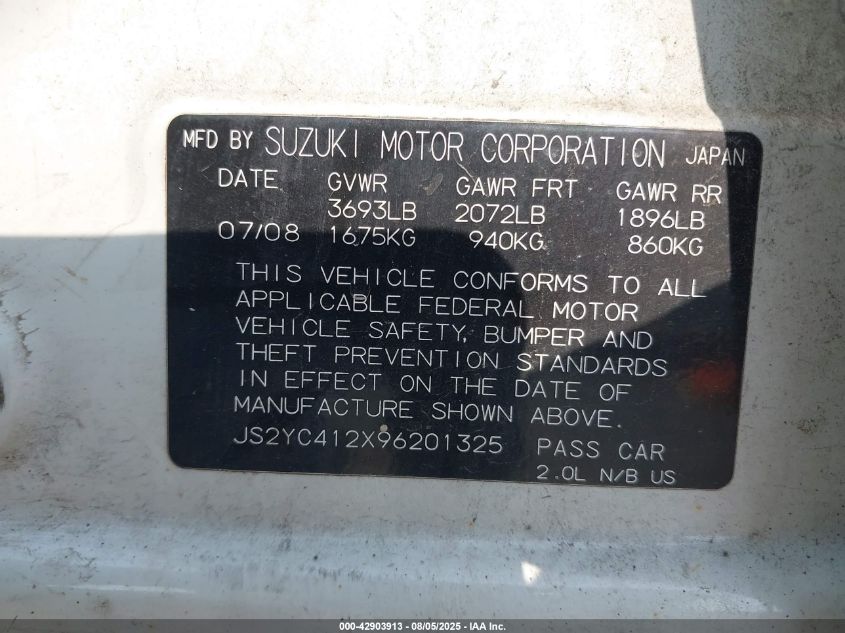 MFD BY SUZUKI MOTOR CORPORATION JAPAN
DATE GVWR GAWR FRT GAWR RR
3693LB 2072LB 1896LB
07/08 1675KG 940KG 860KG
THIS VEHICLE CONFORMS TO ALL
APPLICABLE FEDERAL MOTOR
VEHICLE SAFETY, BUMPER AND
THEFT PREVENTION STANDARDS
IN EFFECT ON THE DATE OF
MANUFACTURE SHOWN ABOVE.
JS2YC412X96201325 PASS CAR
2.0L N/B US
000-42903913 - 08/05/2025 - IAA Inc.